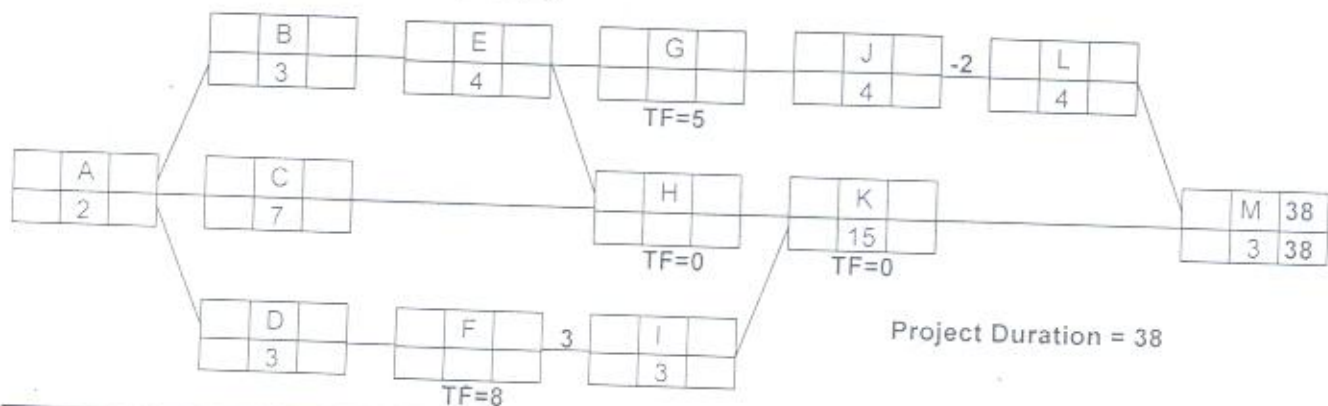 B
3
E
4
G
TF=5
J
4
-2
L
4
A
2
C
7
H
TF=0
K
15
TF=0
M 38
3 38
D
3
F
TF=8
3
I
3
Project Duration = 38